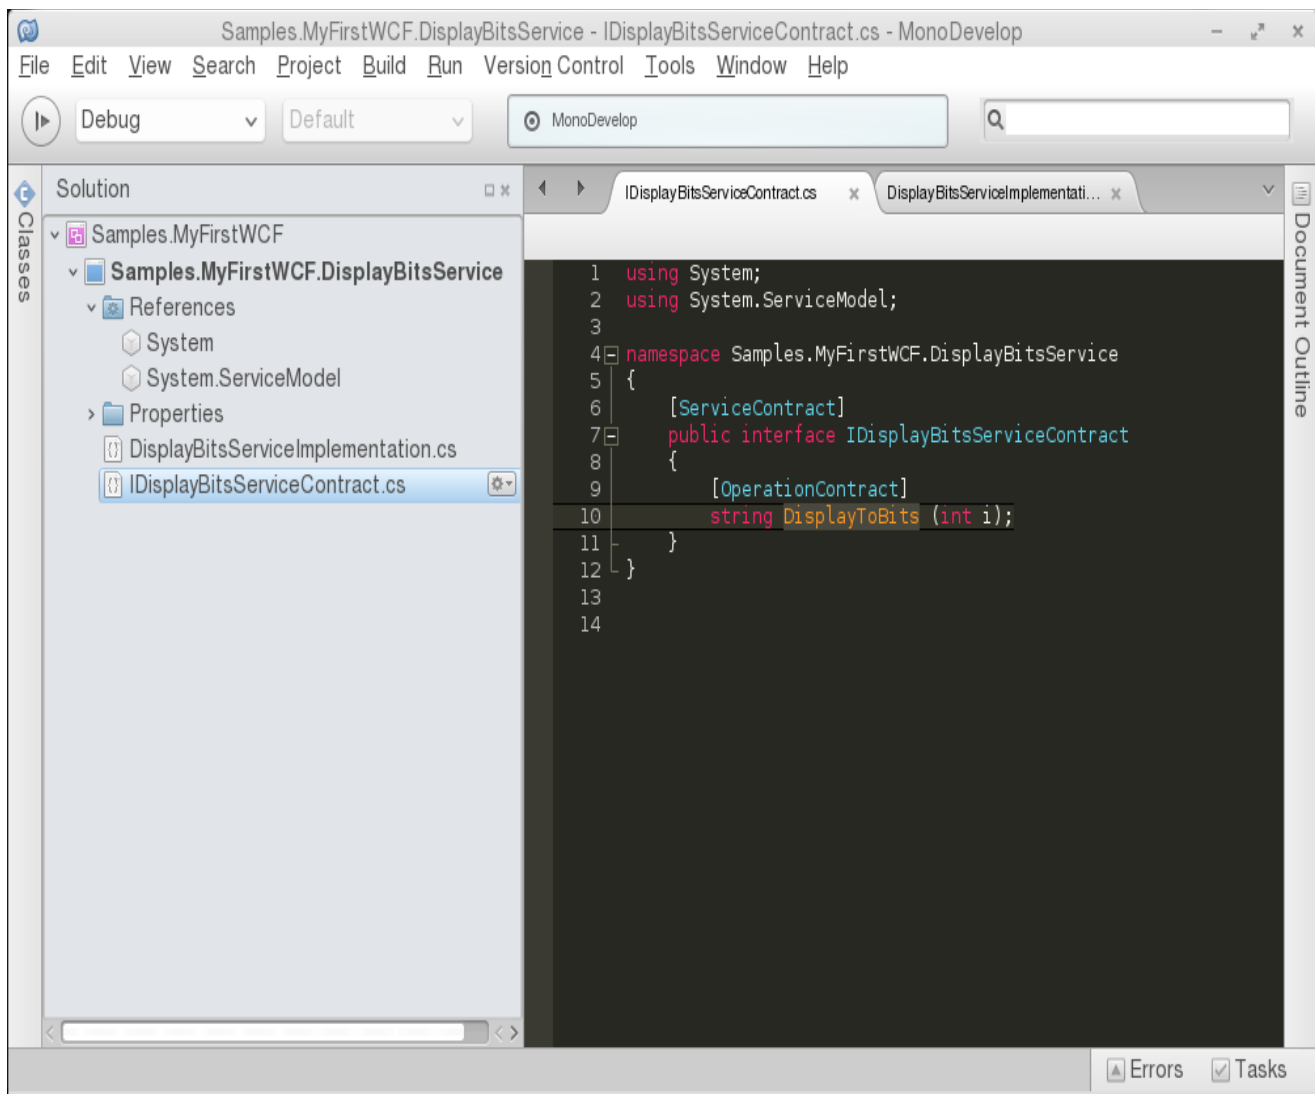 Samples.MyFirstWCF.DisplayBitsService - IDisplayBitsServiceContract.cs - MonoDevelop
File Edit View Search Project Build Run Version Control Tools Window Help
Debug Default MonoDevelop
Classes
Solution
Samples.MyFirstWCF
Samples.MyFirstWCF.DisplayBitsService
References
System
System.ServiceModel
Properties
DisplayBitsServiceImplementation.cs
IDisplayBitsServiceContract.cs
IDisplayBitsServiceContract.cs DisplayBitsServiceImplementati...
1 using System;
2 using System.ServiceModel;
3
4 namespace Samples.MyFirstWCF.DisplayBitsService
5 {
6 [ServiceContract]
7 public interface IDisplayBitsServiceContract
8 {
9 [OperationContract]
10 string DisplayToBits (int i);
11 }
12 }
13
14
Document Outline
Errors Tasks